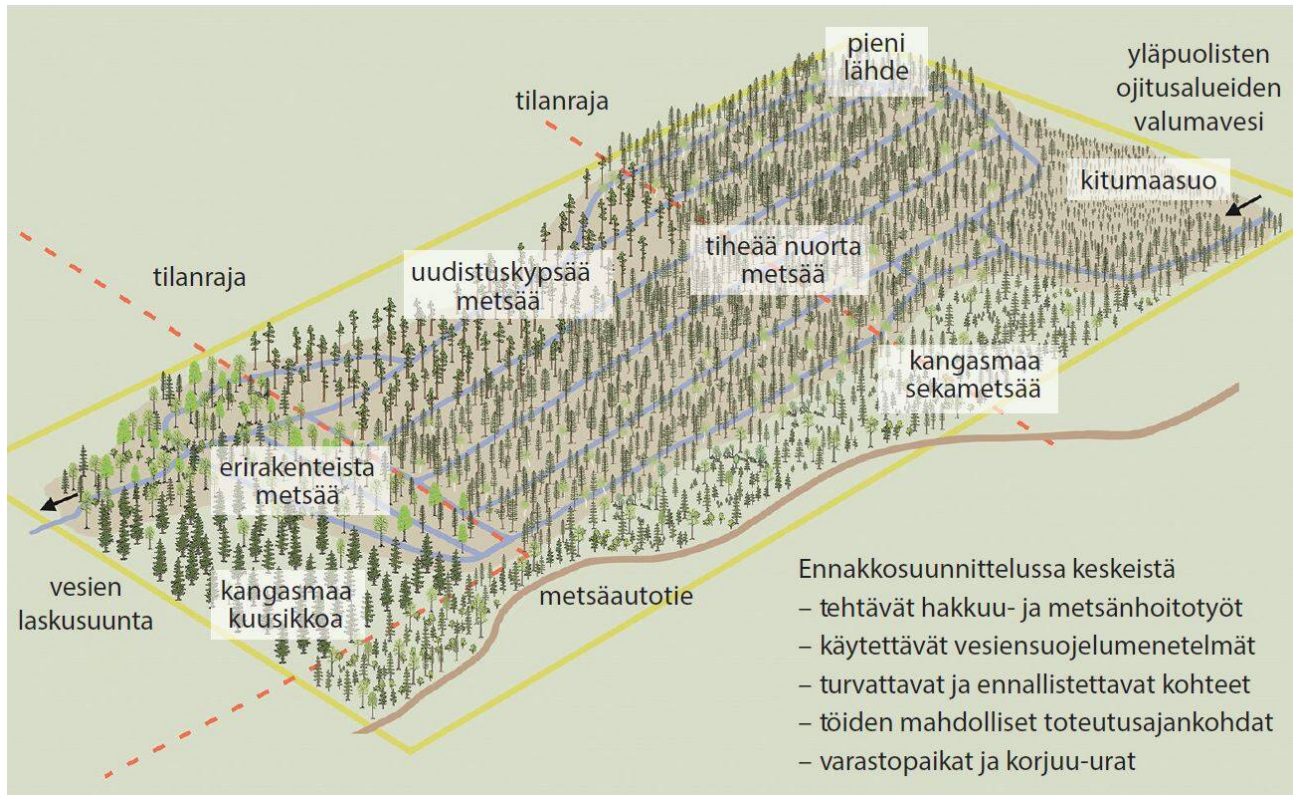 pieni
lähde
yläpuolisten
ojitusalueiden
valumavesi
tilanraja
kitumaasuo
tilanraja
uudistuskypsää
metsää
tiheää nuorta
metsää
kangasmaa
sekametsää
erirakenteista
metsää
vesien
laskusuunta
kangasmaa
kuusikkoa
metsäautotie
Ennakkosuunnittelussa keskeistä
– tehtävät hakkuu- ja metsänhoitotyöt
– käytettävät vesiensuojelumenetelmät
– turvattavat ja ennallistettavat kohteet
– töiden mahdolliset toteutusajankohdat
– varastopaikat ja korjuu-urat